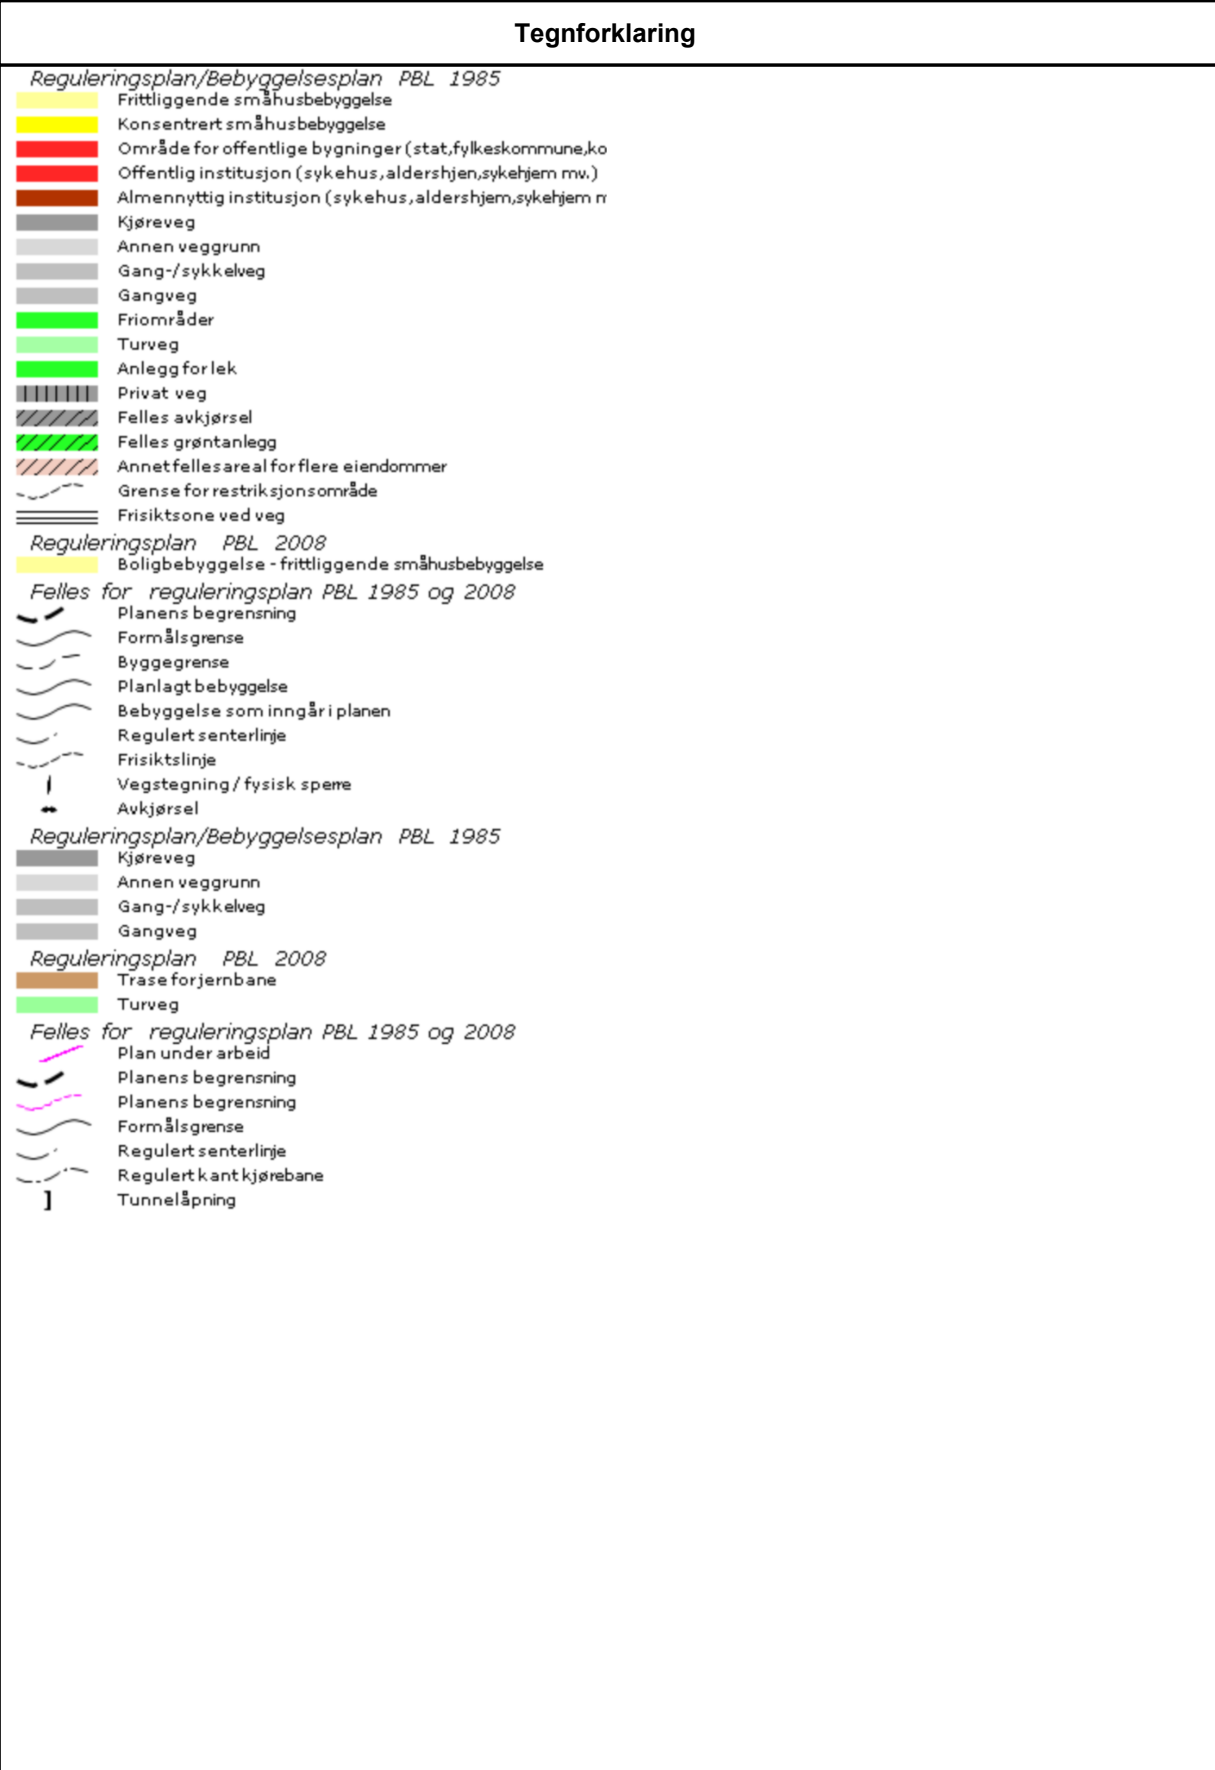 Tegnforklaring
Reguleringsplan/Bebyggelsesplan PBL 1985
Frittliggende småhusbebyggelse
Konsentrert småhusbebyggelse
Område for offentlige bygninger (stat,fylkeskommune,ko
Offentlig institusjon (sykehus,aldershjen,sykehjem mv.)
Almennyttig institusjon (sykehus,aldershjem,sykehjem
Kjøreveg
Annen veggrunn
Gang-/sykkelveg
Gangveg
Friområder
Turveg
Anlegg for lek
Privat veg
Felles avkjørsel
Felles grøntanlegg
Annet fellesareal for flere eiendommer
Grense for restriksjonsområde
Frisiktsone ved veg
Reguleringsplan PBL 2008
Boligbebyggelse - frittliggende småhusbebyggelse
Felles for reguleringsplan PBL 1985 og 2008
Planens begrensning
Formålsgrense
Byggegrense
Planlagt bebyggelse
Bebyggelse som inngår i planen
Regulert senterlinje
Frisiktslinje
Vegstegning / fysisk sperre
Avkjørsel
Reguleringsplan/Bebyggelsesplan PBL 1985
Kjøreveg
Annen veggrunn
Gang-/sykkelveg
Gangveg
Reguleringsplan PBL 2008
Trase for jernbane
Turveg
Felles for reguleringsplan PBL 1985 og 2008
Plan under arbeid
Planens begrensning
Planens begrensning
Formålsgrense
Regulert senterlinje
Regulert kant kjørebane
Tunnelåpning